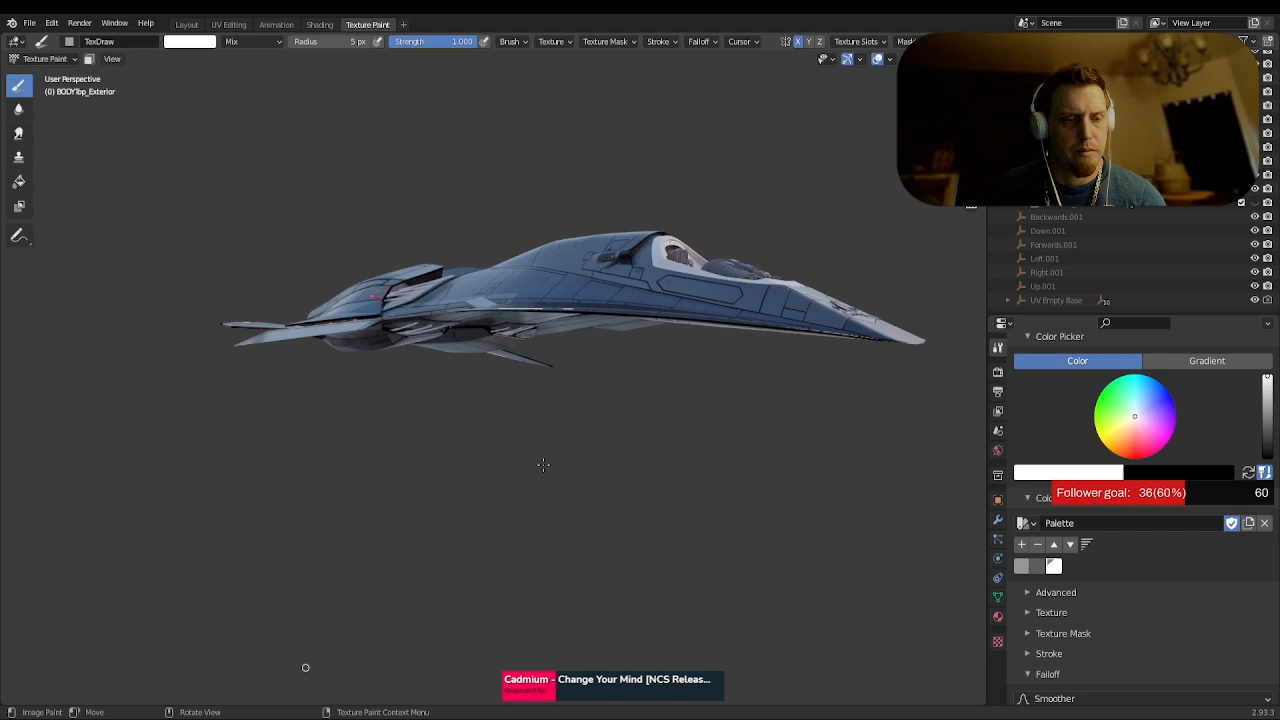 File Edit Render Window Help Layout UV Editing Animation Shading Texture Paint Scene View Layer
TexDraw Mix Radius 5 px Strength 1.000 Brush Texture Texture Mask Stroke Falloff Cursor X Y Z Texture Slots Mask
Texture Paint View
User Perspective
(0) BODYTop_Exterior
Backwards.001
Down.001
Forwards.001
Left.001
Right.001
Up.001
UV Empty Base 10
Color Picker
Color Gradient
Follower goal: 36(60%) 60
Palette
Advanced
Texture
Texture Mask
Stroke
Falloff
Smoother
Cadmium - Change Your Mind [NCS Releas...
Image Paint Move Rotate View Texture Paint Context Menu 2.93.3